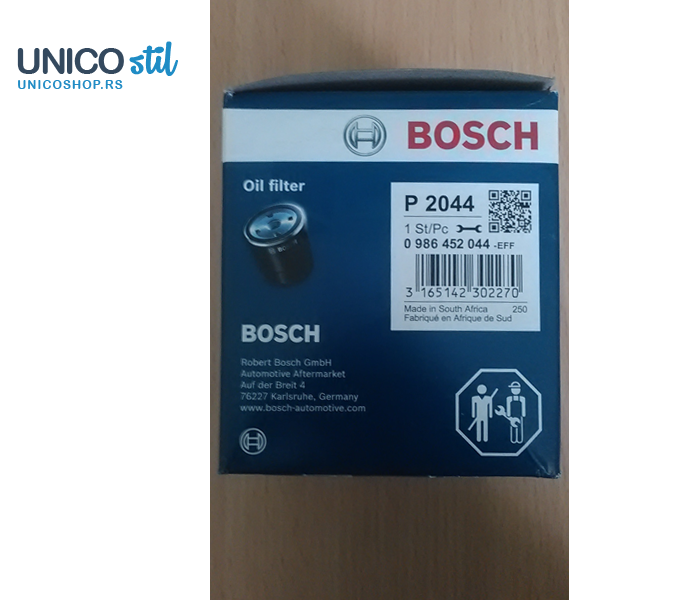 UNICO stil
UNICOSHOP.RS
BOSCH
Oil filter
P 2044
1 St/Pc
0 986 452 044 -EFF
3 165142 302270
Made in South Africa 250
Fabriqué en Afrique de Sud
BOSCH
Robert Bosch GmbH
Automotive Aftermarket
Auf der Breit 4
76227 Karlsruhe, Germany
www.bosch-automotive.com